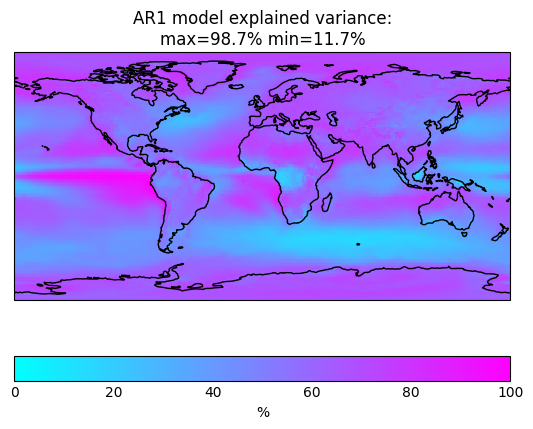 AR1 model explained variance:
max=98.7% min=11.7%
0 20 40 60 80 100
%